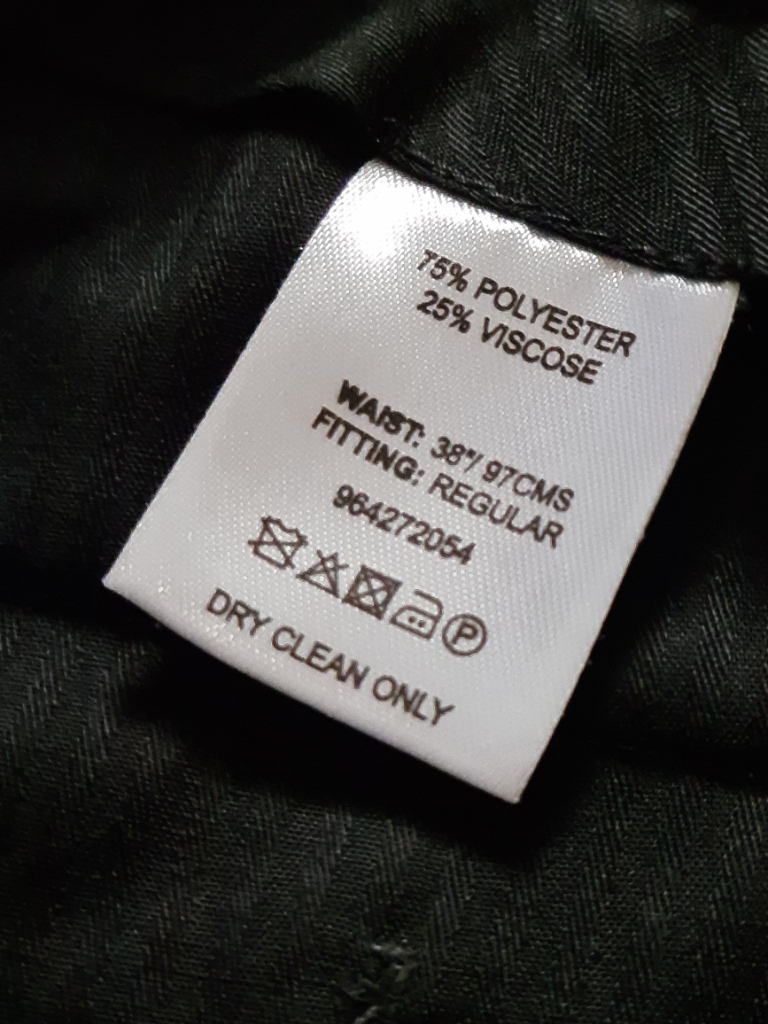 75% POLYESTER
25% VISCOSE
WAIST: 38"/ 97CMS
FITTING: REGULAR
964272054
P
DRY CLEAN ONLY